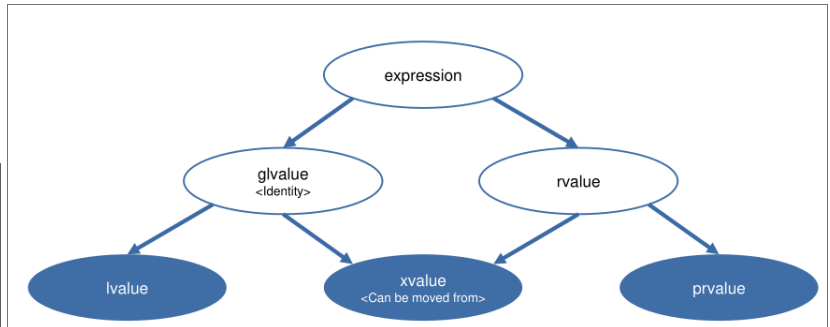 expression
glvalue
<Identity>
rvalue
lvalue
xvalue
<Can be moved from>
prvalue